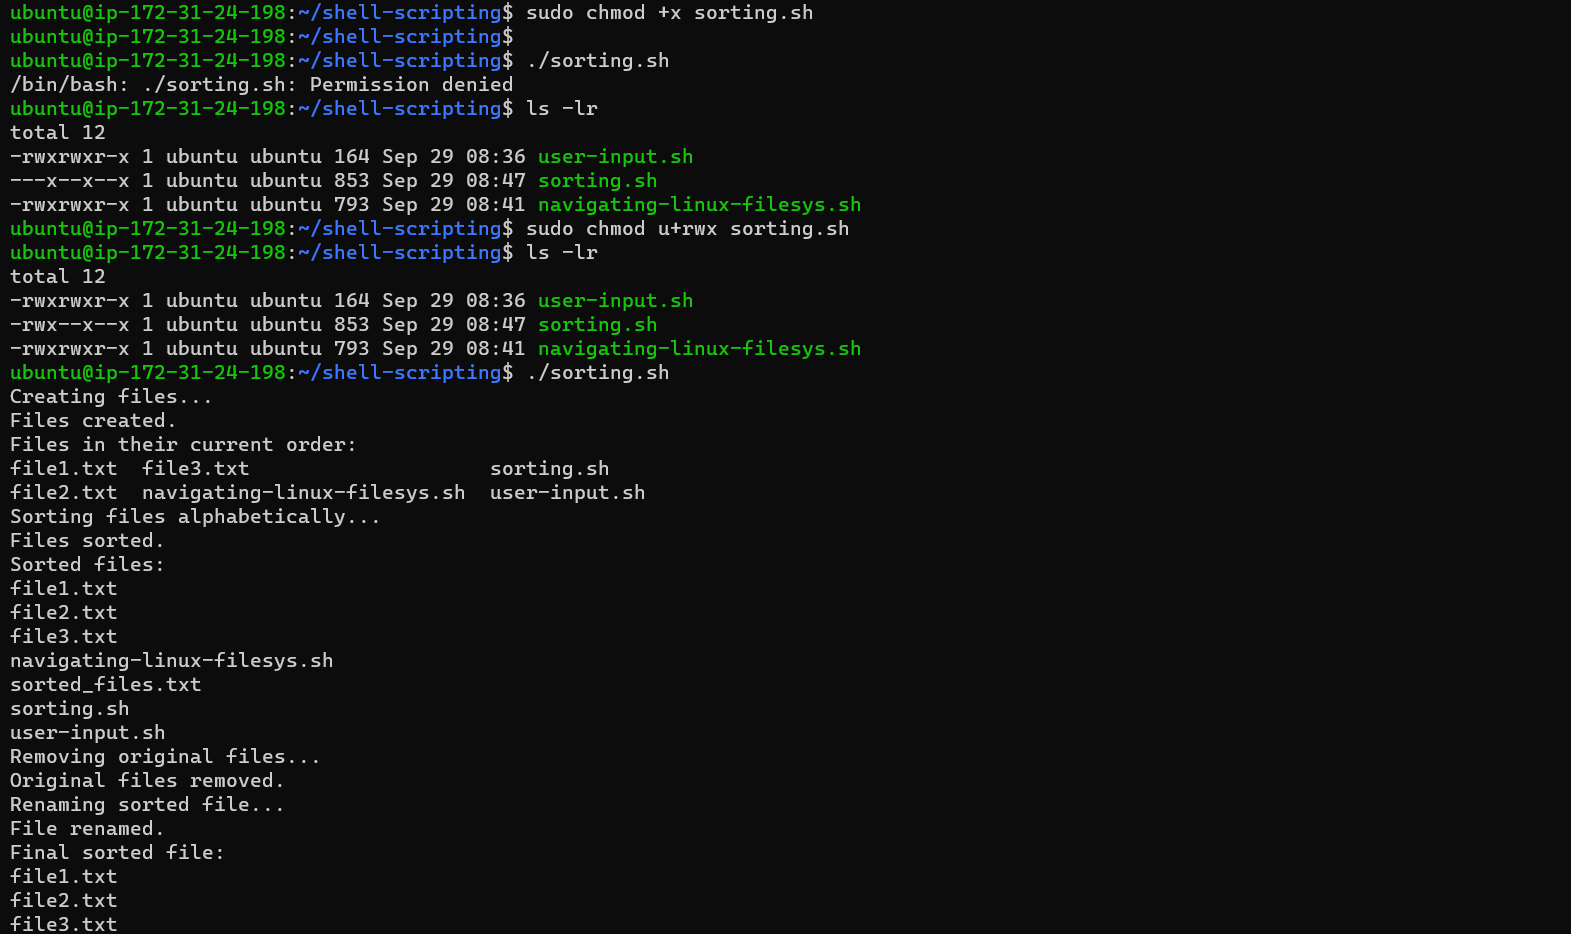 ubuntu@ip-172-31-24-198:~/shell-scripting$ sudo chmod +x sorting.sh
ubuntu@ip-172-31-24-198:~/shell-scripting$
ubuntu@ip-172-31-24-198:~/shell-scripting$ ./sorting.sh
/bin/bash: ./sorting.sh: Permission denied
ubuntu@ip-172-31-24-198:~/shell-scripting$ ls -lr
total 12
-rwxrwxr-x 1 ubuntu ubuntu 164 Sep 29 08:36 user-input.sh
---x--x--x 1 ubuntu ubuntu 853 Sep 29 08:47 sorting.sh
-rwxrwxr-x 1 ubuntu ubuntu 793 Sep 29 08:41 navigating-linux-filesys.sh
ubuntu@ip-172-31-24-198:~/shell-scripting$ sudo chmod u+rwx sorting.sh
ubuntu@ip-172-31-24-198:~/shell-scripting$ ls -lr
total 12
-rwxrwxr-x 1 ubuntu ubuntu 164 Sep 29 08:36 user-input.sh
-rwx--x--x 1 ubuntu ubuntu 853 Sep 29 08:47 sorting.sh
-rwxrwxr-x 1 ubuntu ubuntu 793 Sep 29 08:41 navigating-linux-filesys.sh
ubuntu@ip-172-31-24-198:~/shell-scripting$ ./sorting.sh
Creating files...
Files created.
Files in their current order:
file1.txt  file3.txt                    sorting.sh
file2.txt  navigating-linux-filesys.sh  user-input.sh
Sorting files alphabetically...
Files sorted.
Sorted files:
file1.txt
file2.txt
file3.txt
navigating-linux-filesys.sh
sorted_files.txt
sorting.sh
user-input.sh
Removing original files...
Original files removed.
Renaming sorted file...
File renamed.
Final sorted file:
file1.txt
file2.txt
file3.txt